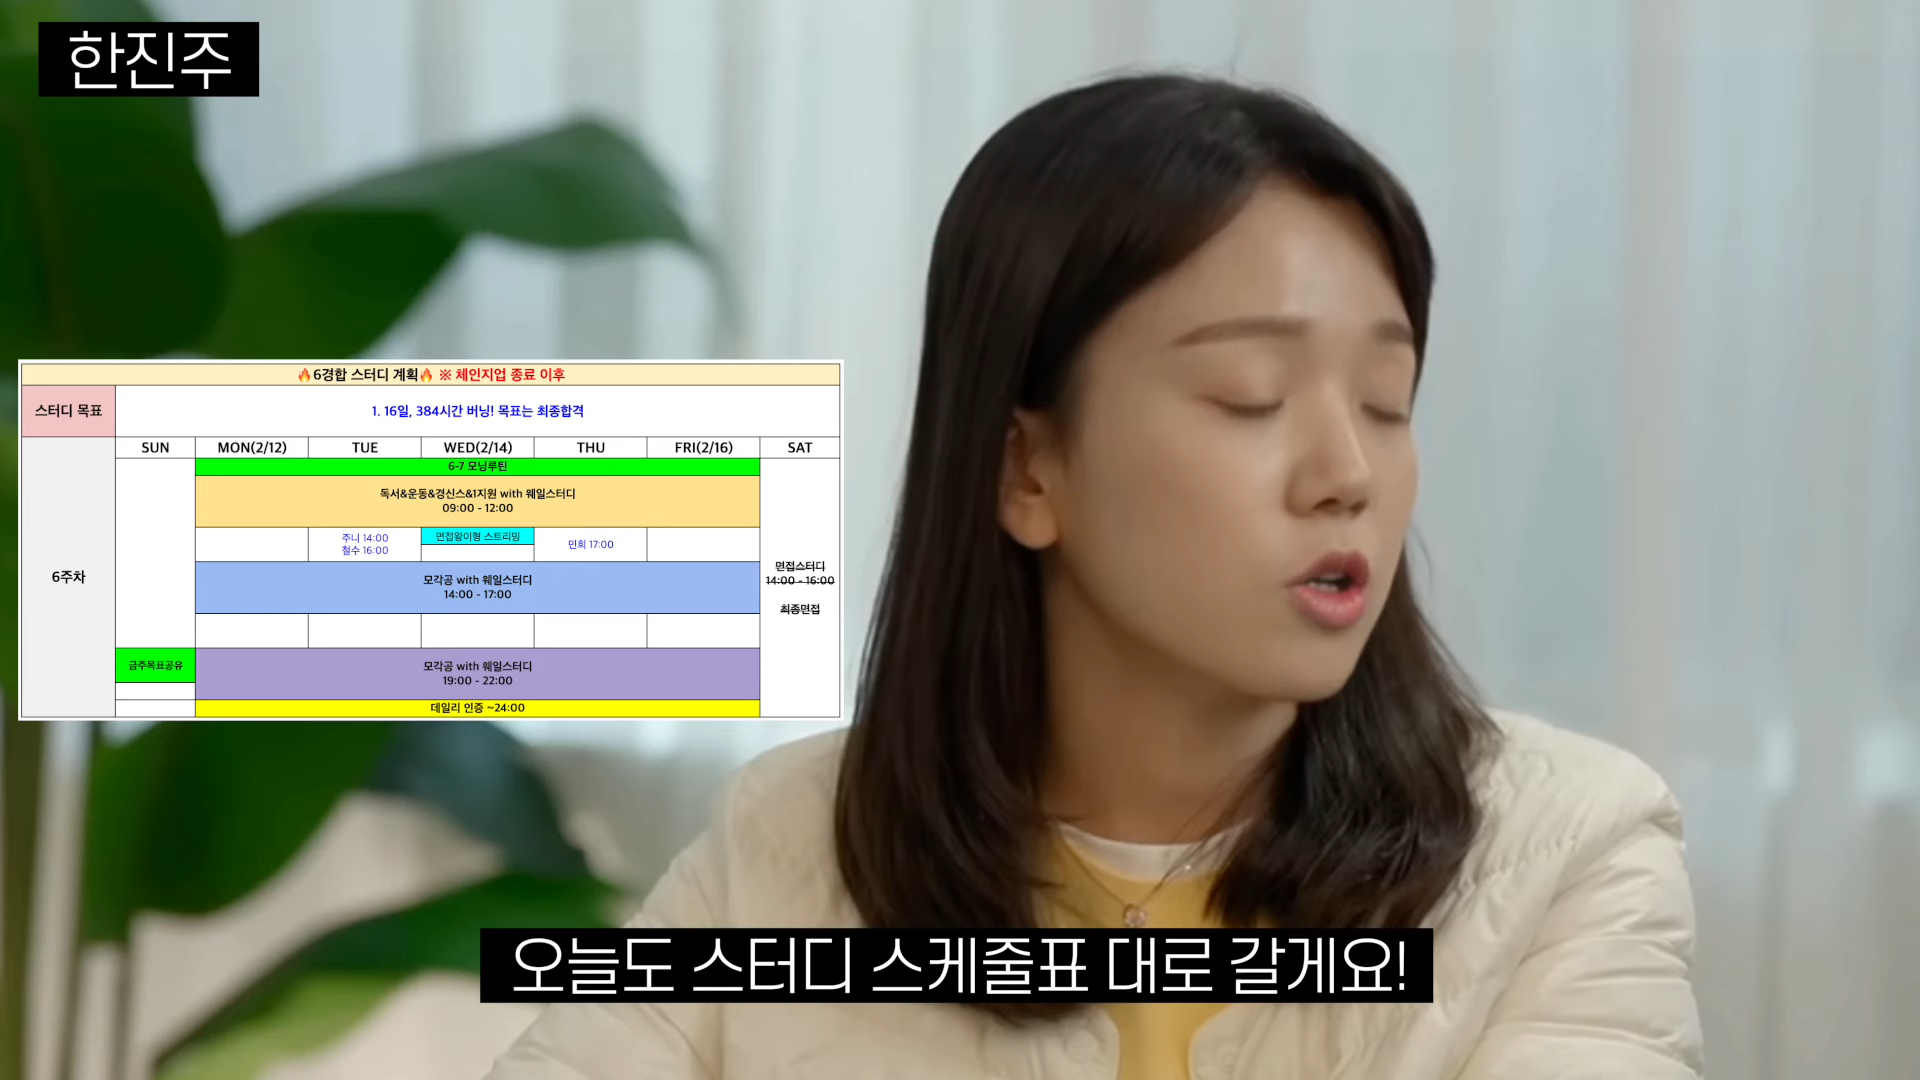 한진주
🔥6경합 스터디 계획🔥 ※ 체인지업 종료 이후
스터디 목표
1. 16일, 384시간 버닝! 목표는 최종합격
SUN MON(2/12) TUE WED(2/14) THU FRI(2/16) SAT
6-7 모닝루틴
독서&운동&경신스&1지원 with 웨일스터디
09:00 - 12:00
주니 14:00
철수 16:00
면접왕이형 스트리밍
민희 17:00
6주차
모각공 with 웨일스터디
14:00 - 17:00
면접스터디
14:00 - 16:00
최종면접
금주목표공유
모각공 with 웨일스터디
19:00 - 22:00
데일리 인증 ~24:00
오늘도 스터디 스케줄표 대로 갈게요!